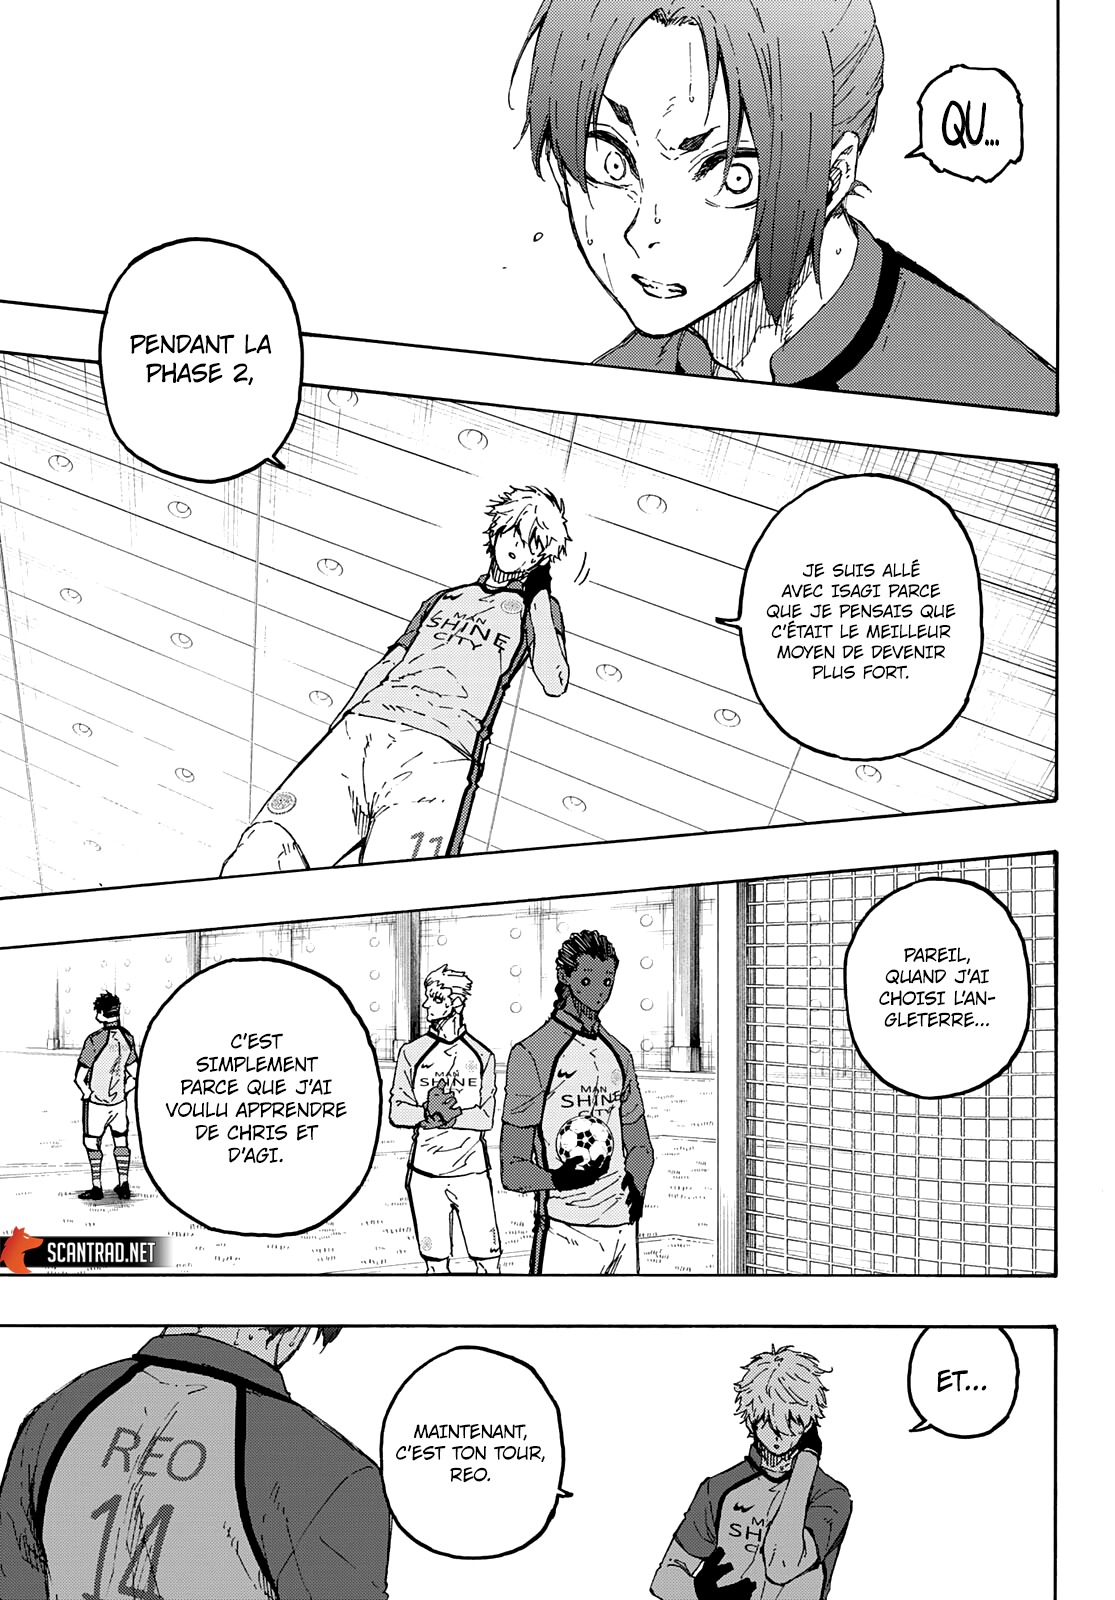 QU...
PENDANT LA
PHASE 2,
JE SUIS ALLÉ
AVEC ISAGI PARCE
QUE JE PENSAIS QUE
C'ÉTAIT LE MEILLEUR
MOYEN DE DEVENIR
PLUS FORT.
MAN
SHINE
CITY
11
PAREIL,
QUAND J'AI
CHOISI L'AN-
GLETERRE...
C'EST
SIMPLEMENT
PARCE QUE J'AI
VOULU APPRENDRE
DE CHRIS ET
D'AGI.
MAN
SHINE
CITY
MAN
SHINE
CITY
SCANTRAD.NET
ET...
MAINTENANT,
C'EST TON TOUR,
REO.
REO
14